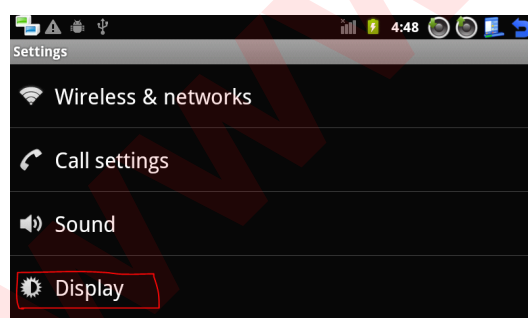 4:48
Settings
Wireless & networks
Call settings
Sound
Display